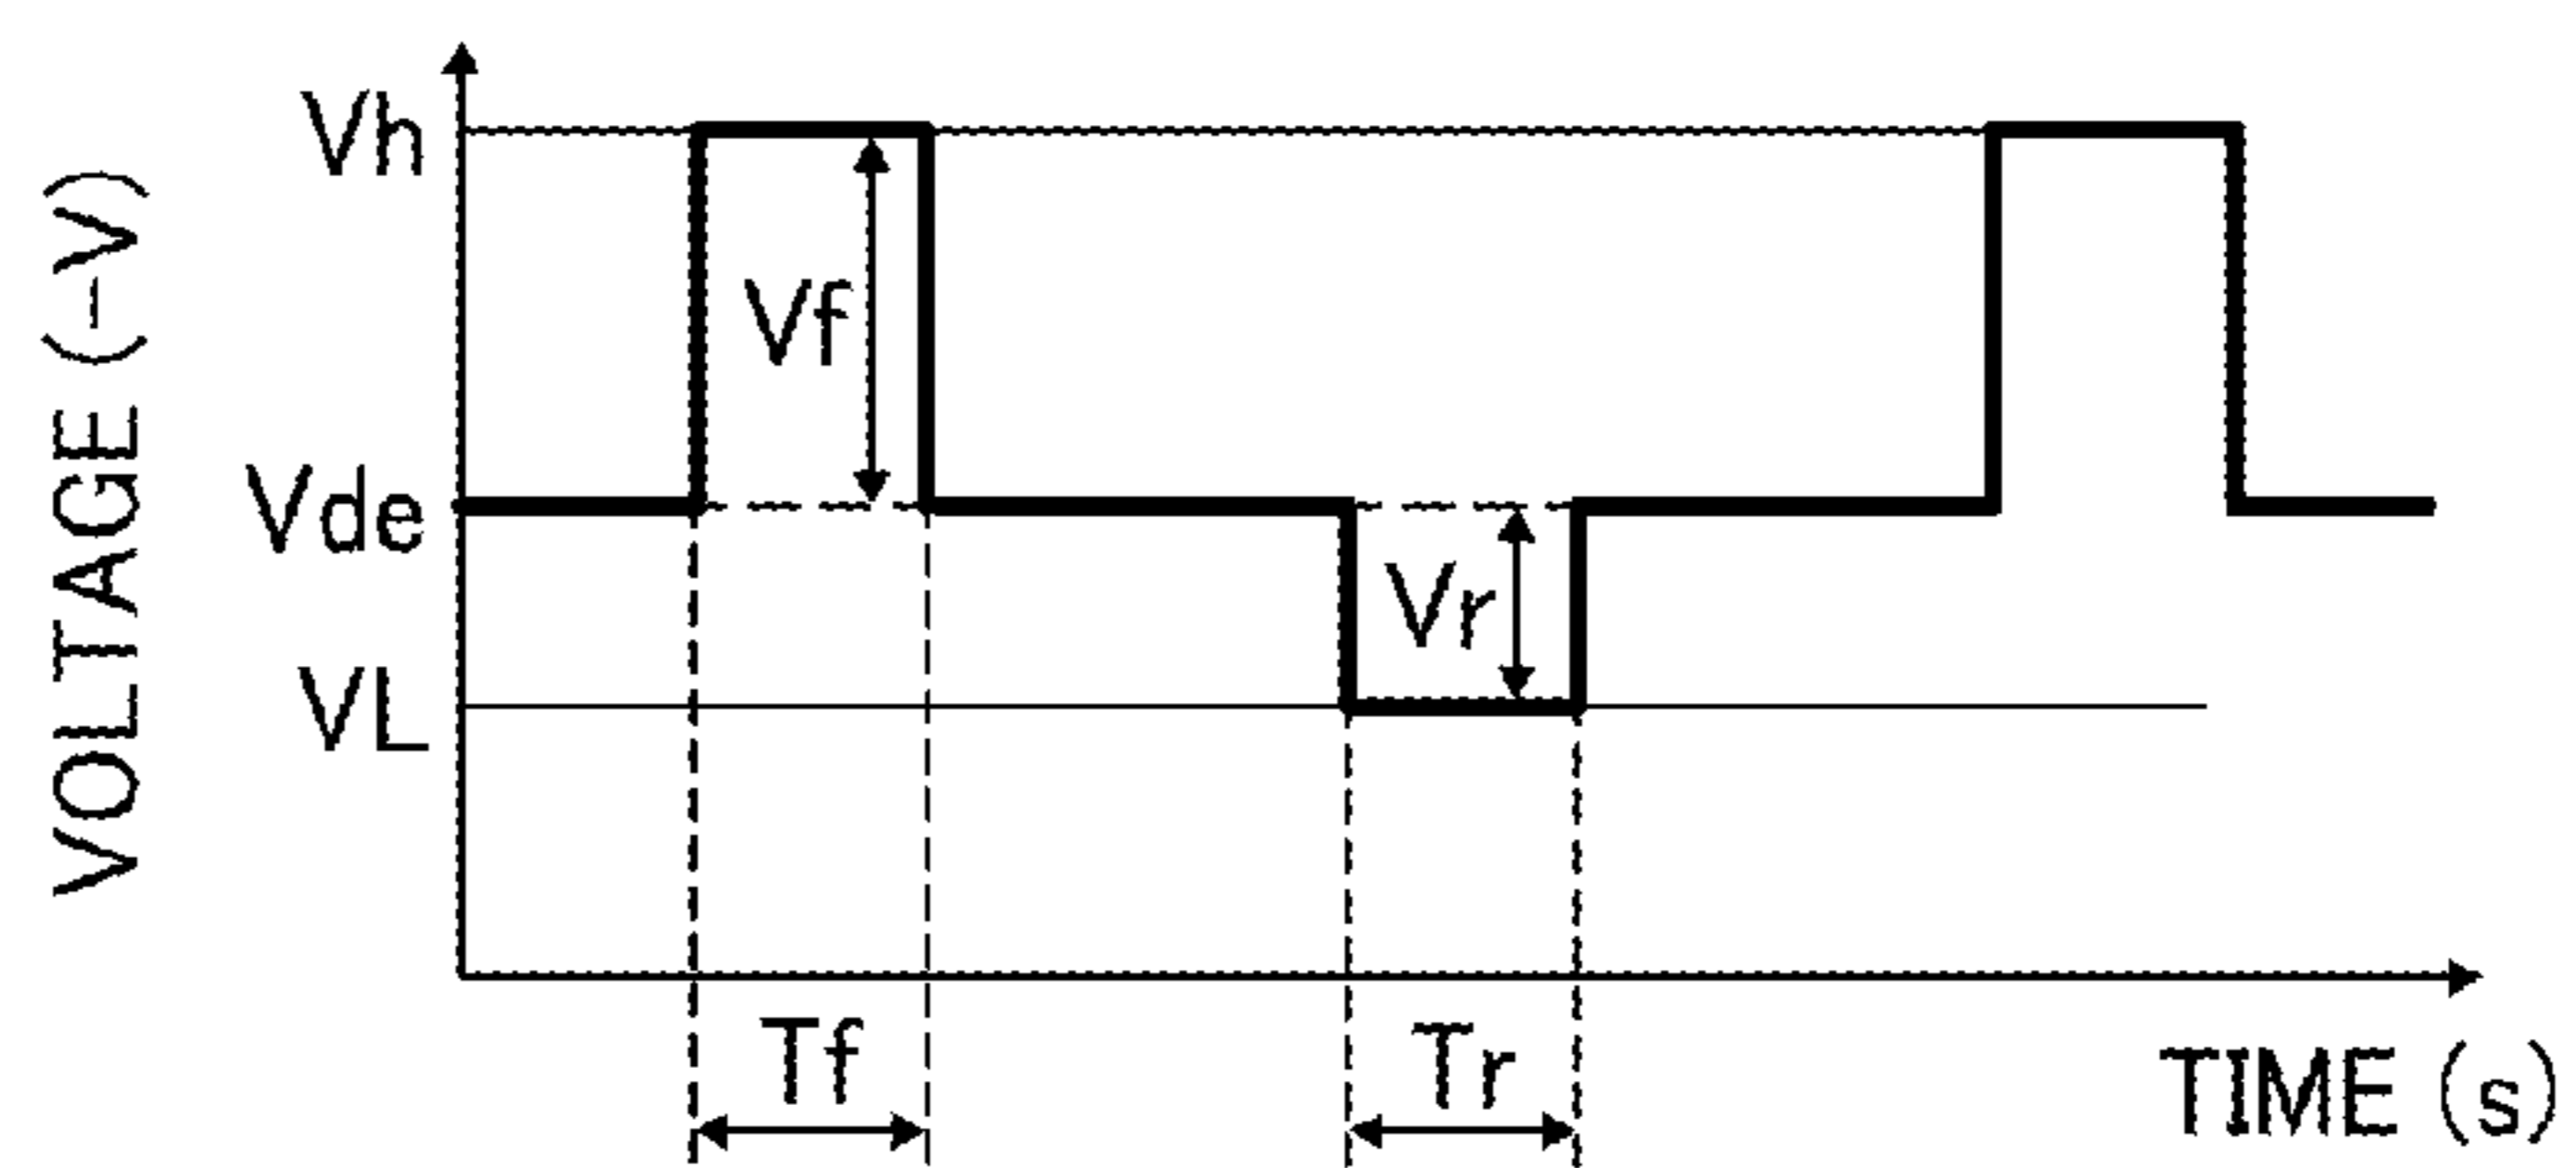 VOLTAGE (-V)
Vh
Vf
Vde
Vr
VL
Tf
Tr
TIME (s)